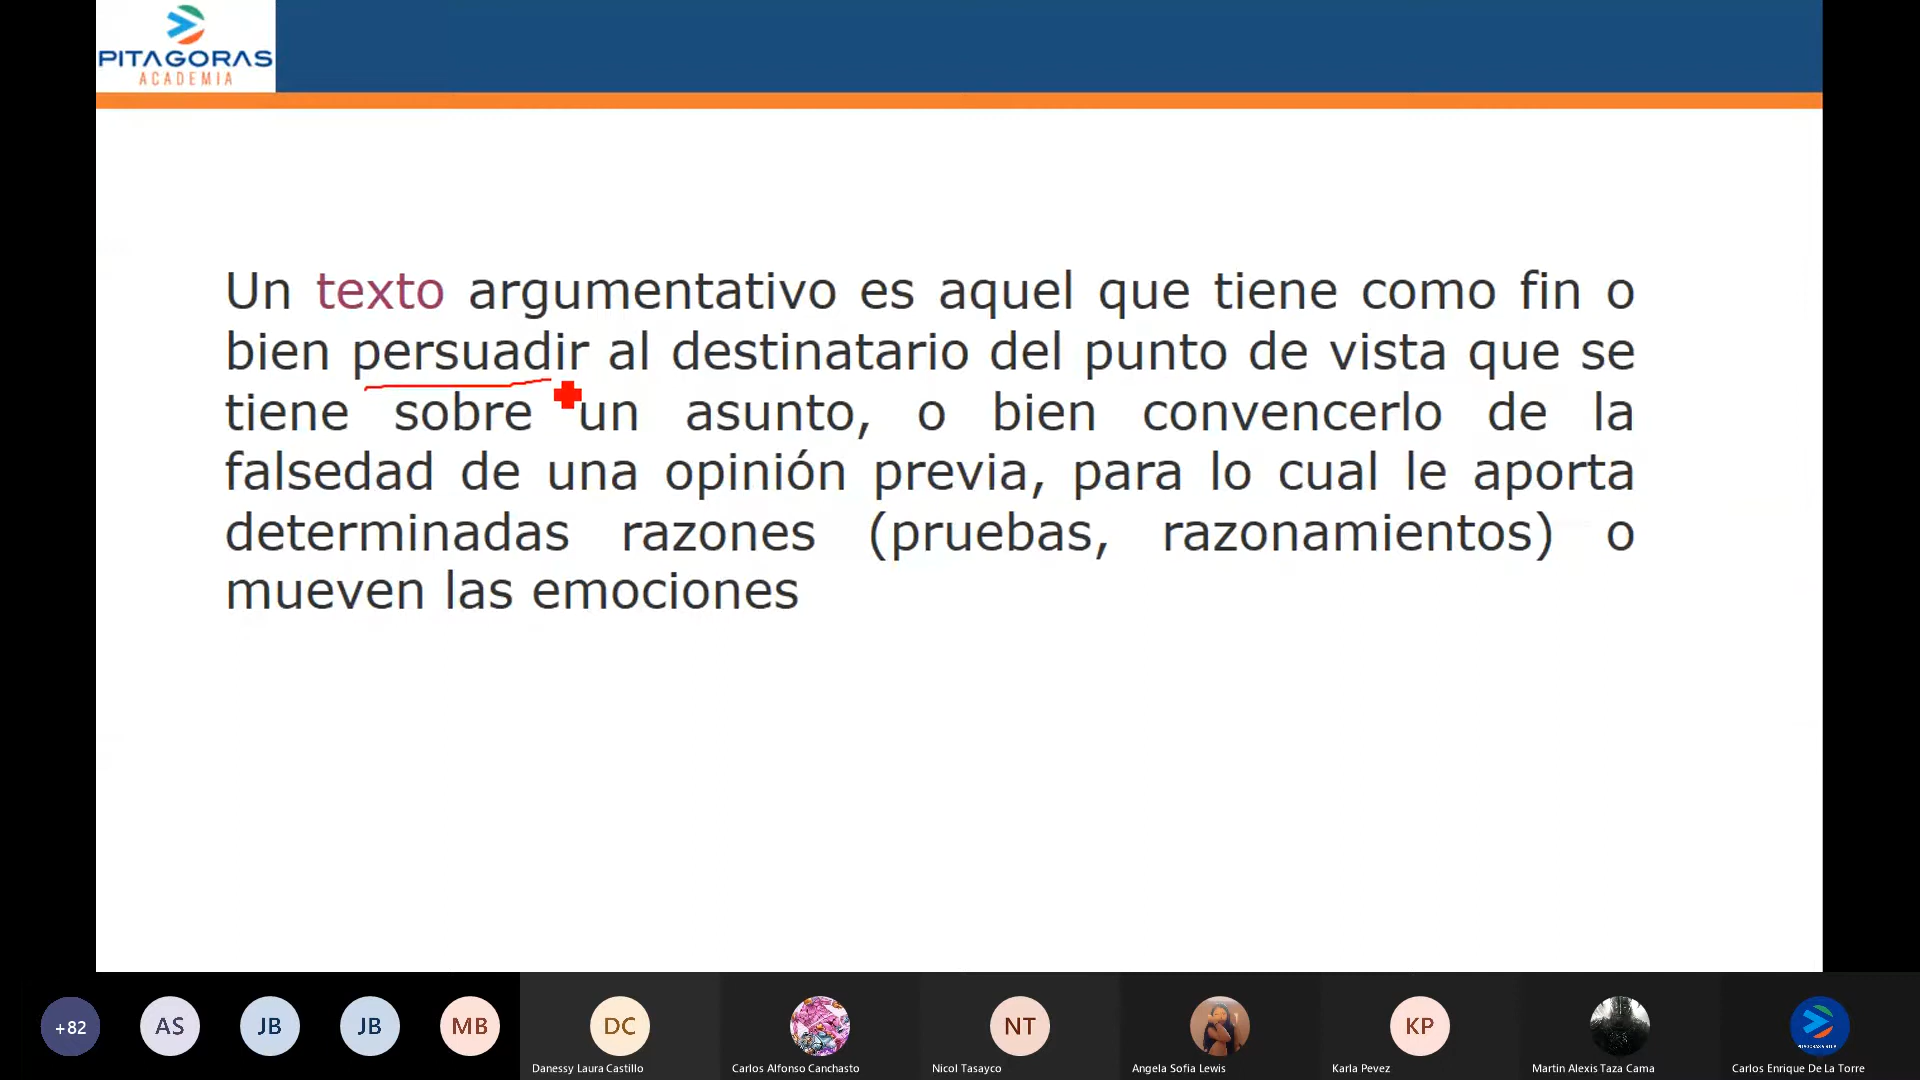 PITAGORAS
ACADEMIA
Un texto argumentativo es aquel que tiene como fin o
bien persuadir al destinatario del punto de vista que se
tiene sobre un asunto, o bien convencerlo de la
falsedad de una opinión previa, para lo cual le aporta
determinadas razones (pruebas, razonamientos) o
mueven las emociones
+82
AS
JB
JB
MB
DC
NT
KP
Danessy Laura Castillo
Carlos Alfonso Canchasto
Nicol Tasayco
Angela Sofia Lewis
Karla Pevez
Martin Alexis Taza Cama
Carlos Enrique De La Torre